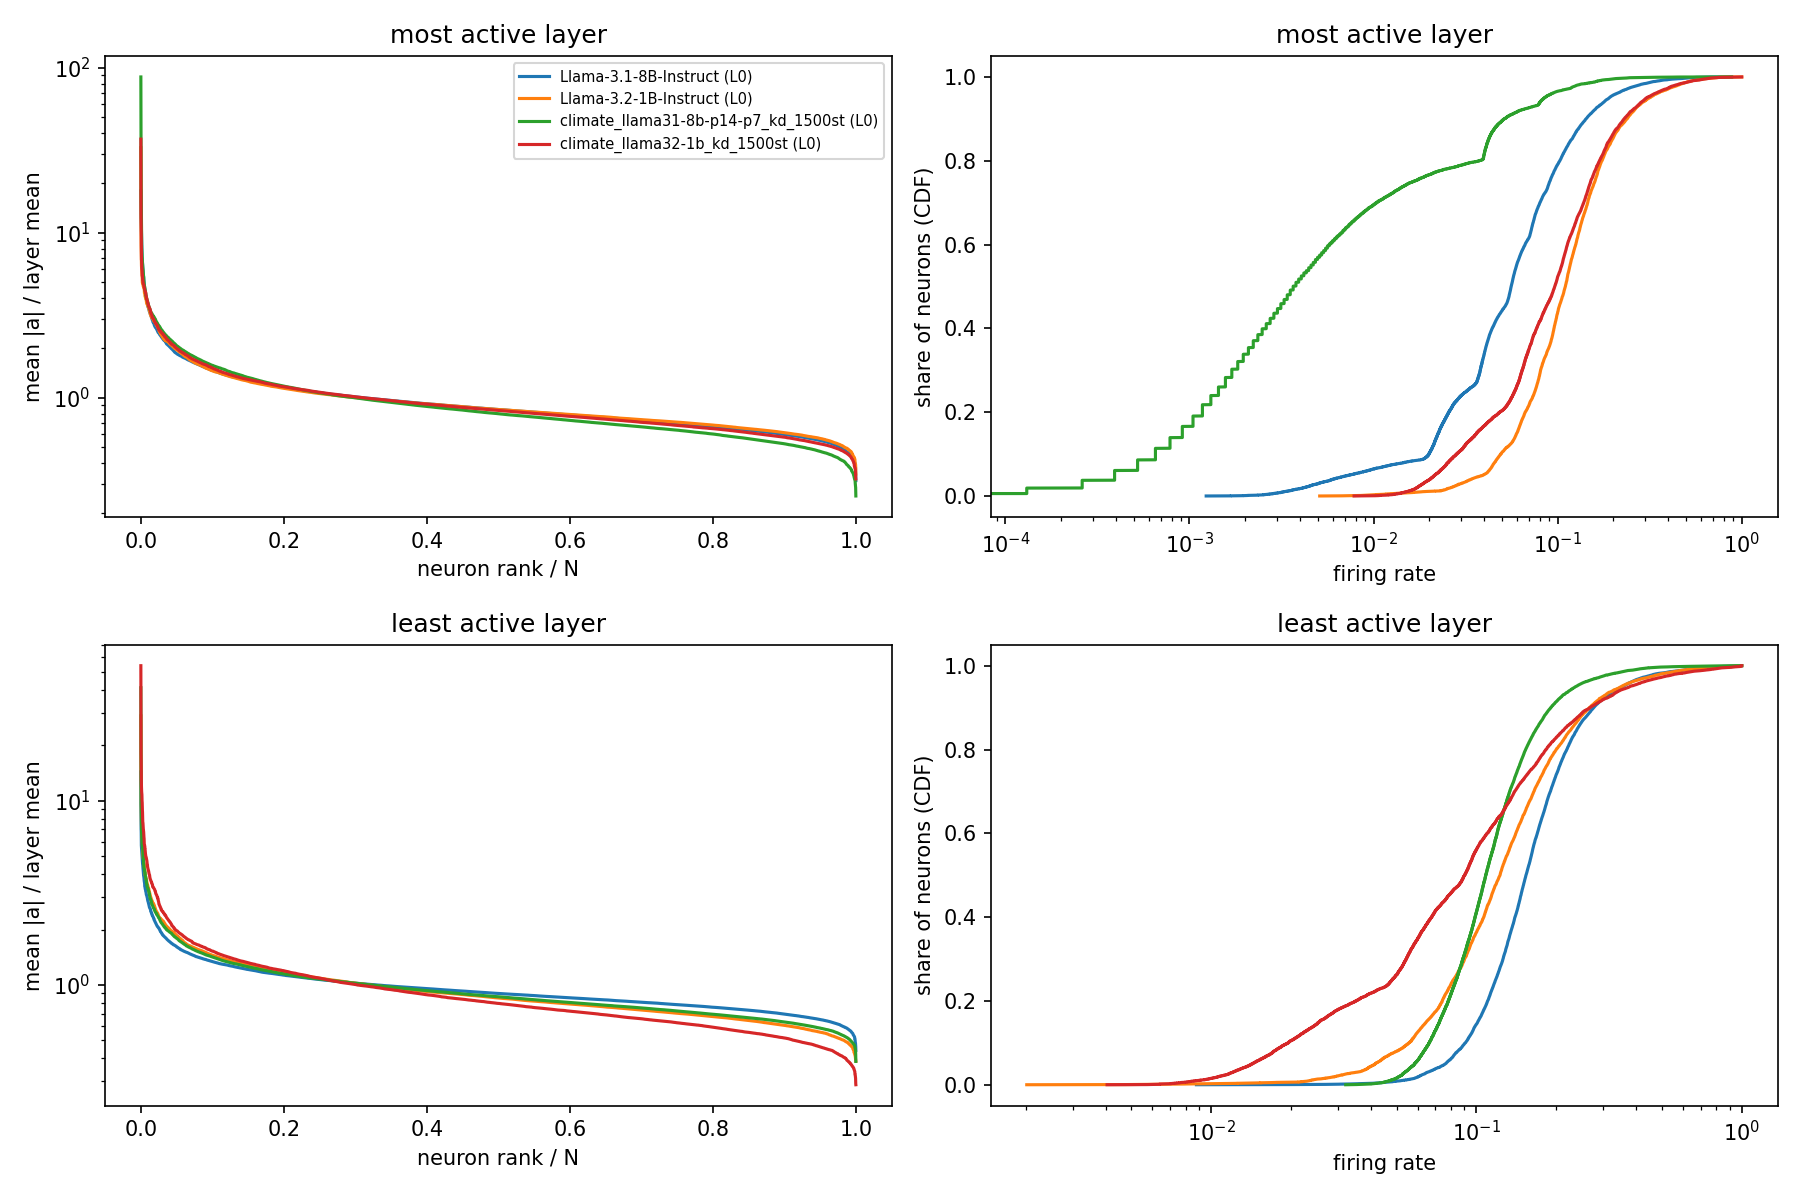 most active layer
10²
10¹
10⁰
mean |a| / layer mean
Llama-3.1-8B-Instruct (L0)
Llama-3.2-1B-Instruct (L0)
climate_llama31-8b-p14-p7_kd_1500st (L0)
climate_llama32-1b_kd_1500st (L0)
0.0 0.2 0.4 0.6 0.8 1.0
neuron rank / N
most active layer
1.0
0.8
0.6
0.4
0.2
0.0
share of neurons (CDF)
10⁻⁴ 10⁻³ 10⁻² 10⁻¹ 10⁰
firing rate
least active layer
10¹
10⁰
mean |a| / layer mean
0.0 0.2 0.4 0.6 0.8 1.0
neuron rank / N
least active layer
1.0
0.8
0.6
0.4
0.2
0.0
share of neurons (CDF)
10⁻² 10⁻¹ 10⁰
firing rate